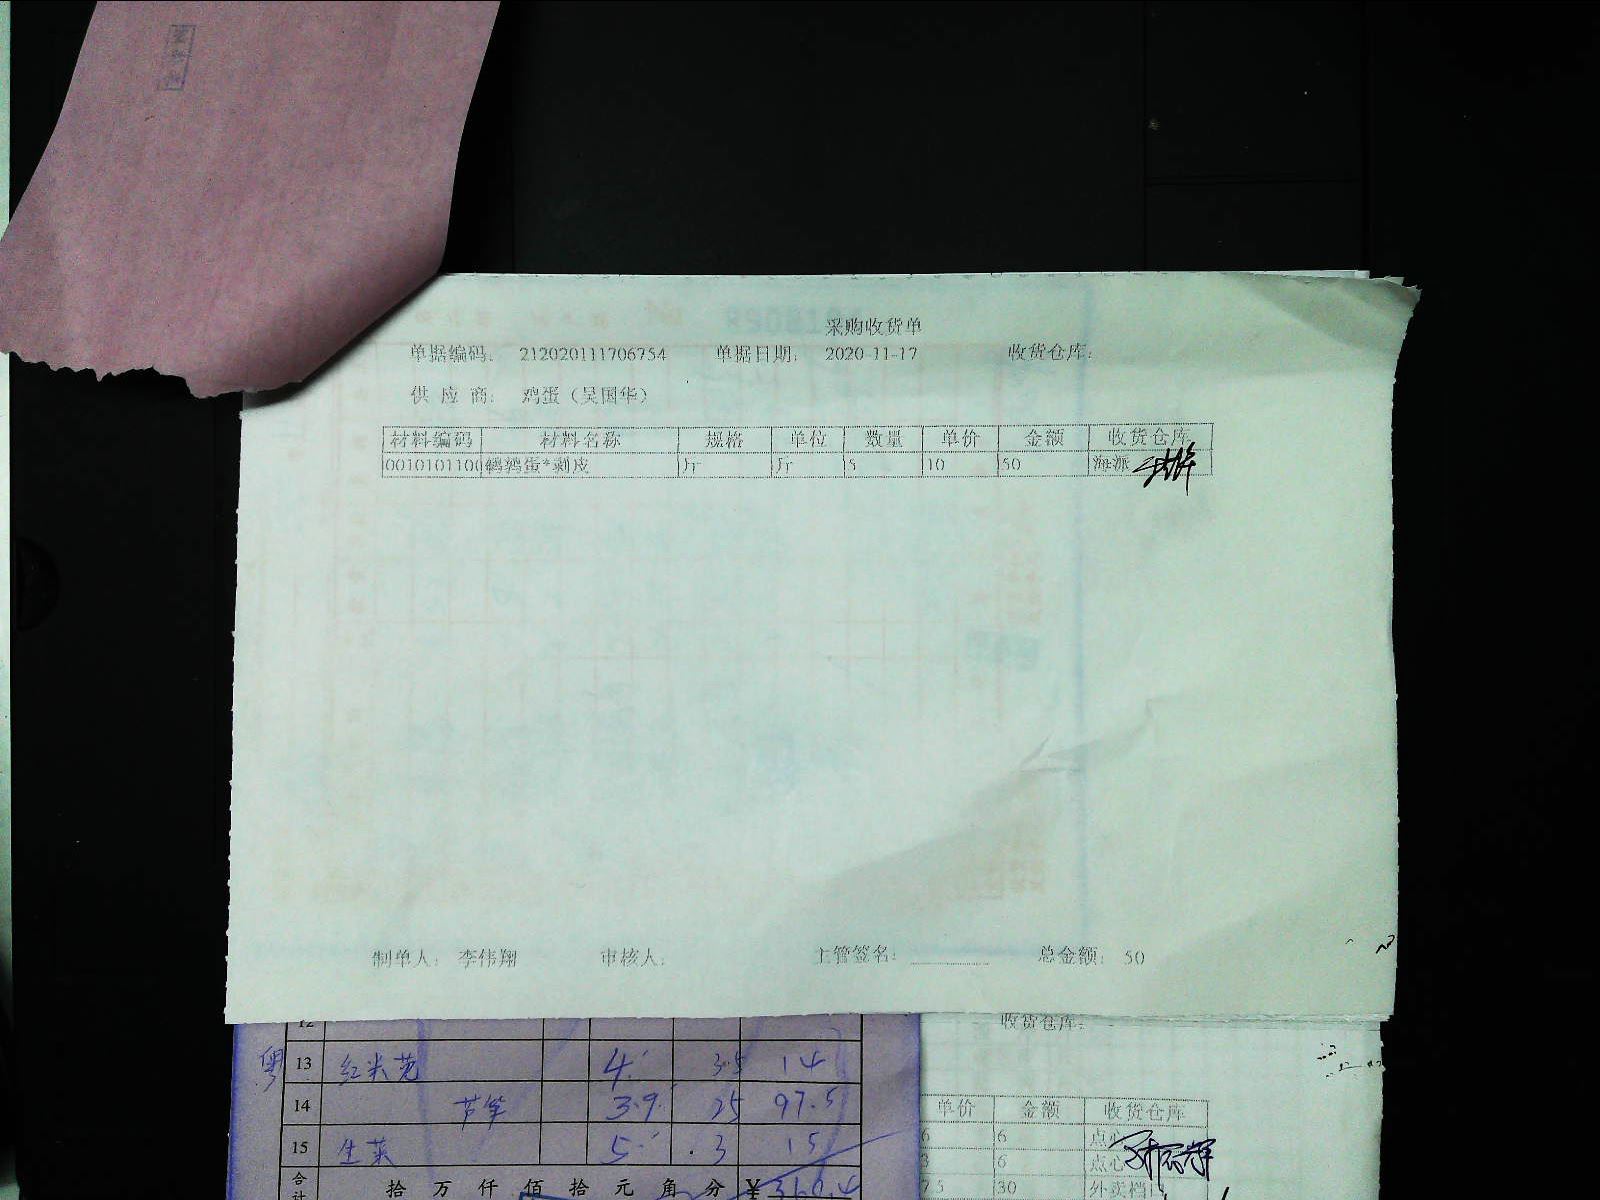 采购收货单
单据编码： 212020111706754 单据日期： 2020-11-17 收货仓库：
供 应 商： 鸡蛋（吴国华）
材料编码 材料名称 规格 单位 数量 单价 金额 收货仓库
0010101100 鹌鹑蛋*剥皮 斤 斤 5 10 50 海派
制单人： 李伟翔 审核人： 主管签名： 总金额： 50
12
收货仓库：
粤 13 红米苋 4 3.5 14
14 芦笋 3.9 25 97.5
15 生菜 5 3 15
合计 拾 万 仟 佰 拾 元 角 分 ¥
单价 金额 收货仓库
6 6 点心
6 点心
7.5 30 外卖档口